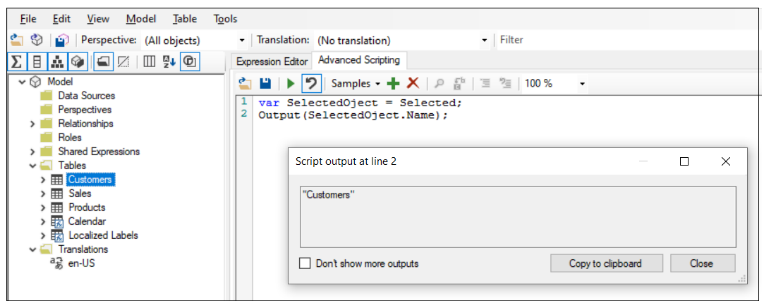 File Edit View Model Table Tools
Perspective: (All objects) Translation: (No translation) Filter
Expression Editor Advanced Scripting
Samples 100 %
Model
Data Sources
Perspectives
Relationships
Roles
Shared Expressions
Tables
Customers
Sales
Products
Calendar
Localized Labels
Translations
en-US
1 var SelectedOject = Selected;
2 Output(SelectedOject.Name);
Script output at line 2
"Customers"
Don't show more outputs Copy to clipboard Close